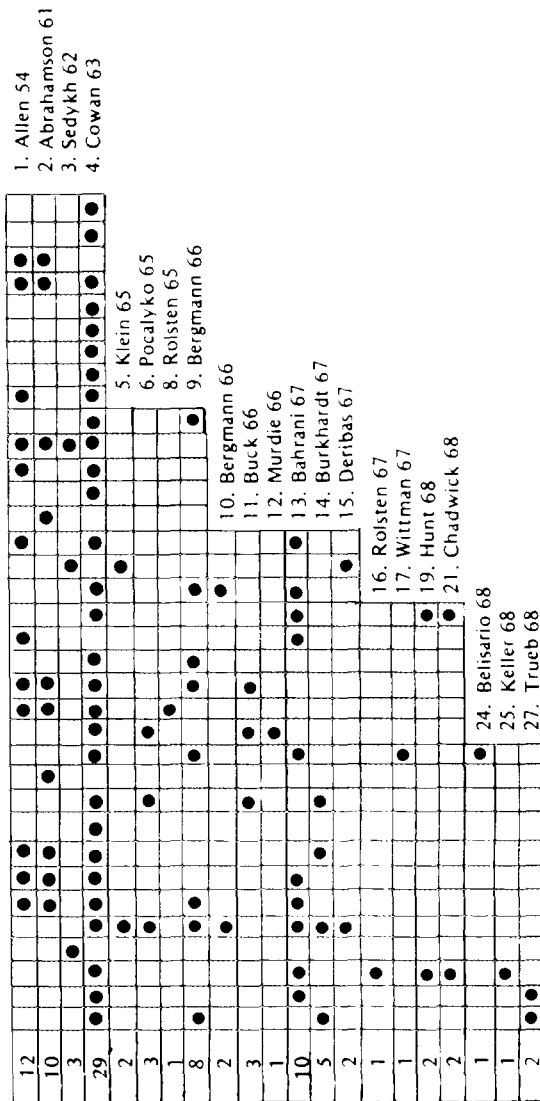 1. Allen 54
2. Abrahamson 61
3. Sedykh 62
4. Cowan 63
5. Klein 65
6. Pocalyko 65
8. Rolsten 65
9. Bergmann 66
10. Bergmann 66
11. Buck 66
12. Murdie 66
13. Bahrani 67
14. Burkhardt 67
15. Deribas 67
16. Rolsten 67
17. Wittman 67
19. Hunt 68
21. Chadwick 68
24. Belisario 68
25. Keller 68
27. Trueb 68
12
10
3
29
2
3
1
8
2
3
1
10
5
2
1
1
2
2
1
1
2